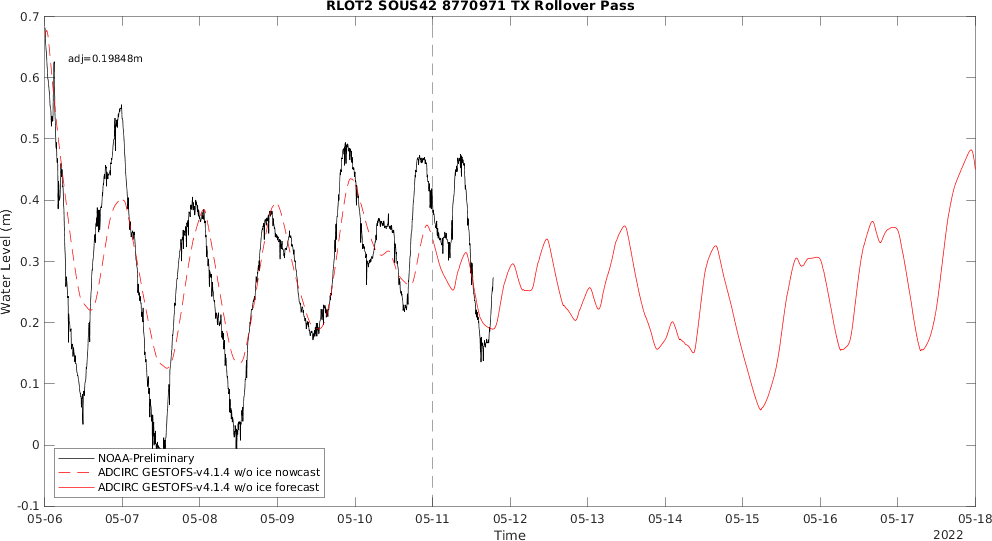 RLOT2 SOUS42 8770971 TX Rollover Pass
adj=0.19848m
0.7
0.6
0.5
0.4
0.3
0.2
0.1
0
-0.1
Water Level (m)
NOAA-Preliminary
ADCIRC GESTOFS-v4.1.4 w/o ice nowcast
ADCIRC GESTOFS-v4.1.4 w/o ice forecast
05-06 05-07 05-08 05-09 05-10 05-11 05-12 05-13 05-14 05-15 05-16 05-17 05-18
Time
2022